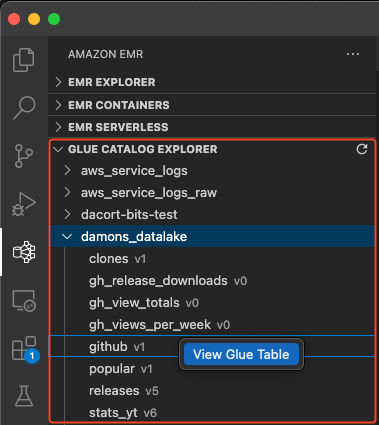 AMAZON EMR
EMR EXPLORER
EMR CONTAINERS
EMR SERVERLESS
GLUE CATALOG EXPLORER
aws_service_logs
aws_service_logs_raw
dacort-bits-test
damons_datalake
clones v1
gh_release_downloads v0
gh_view_totals v0
gh_views_per_week v0
github v1
View Glue Table
popular v1
1
releases v5
stats_yt v6